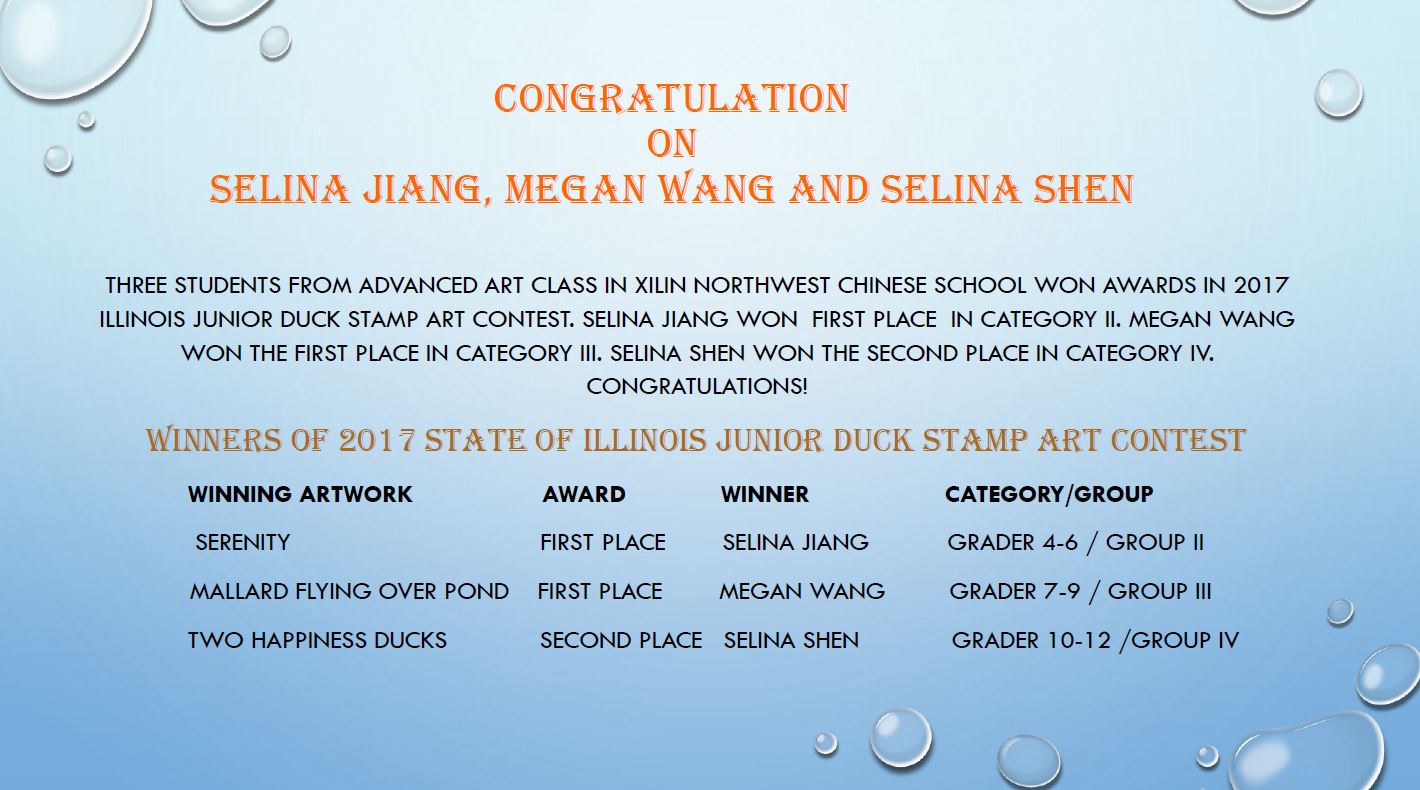 CONGRATULATION
ON
SELINA JIANG, MEGAN WANG AND SELINA SHEN
THREE STUDENTS FROM ADVANCED ART CLASS IN XILIN NORTHWEST CHINESE SCHOOL WON AWARDS IN 2017
ILLINOIS JUNIOR DUCK STAMP ART CONTEST. SELINA JIANG WON FIRST PLACE IN CATEGORY II. MEGAN WANG
WON THE FIRST PLACE IN CATEGORY III. SELINA SHEN WON THE SECOND PLACE IN CATEGORY IV.
CONGRATULATIONS!
WINNERS OF 2017 STATE OF ILLINOIS JUNIOR DUCK STAMP ART CONTEST
WINNING ARTWORK AWARD WINNER CATEGORY/GROUP
SERENITY FIRST PLACE SELINA JIANG GRADER 4-6 / GROUP II
MALLARD FLYING OVER POND FIRST PLACE MEGAN WANG GRADER 7-9 / GROUP III
TWO HAPPINESS DUCKS SECOND PLACE SELINA SHEN GRADER 10-12 /GROUP IV